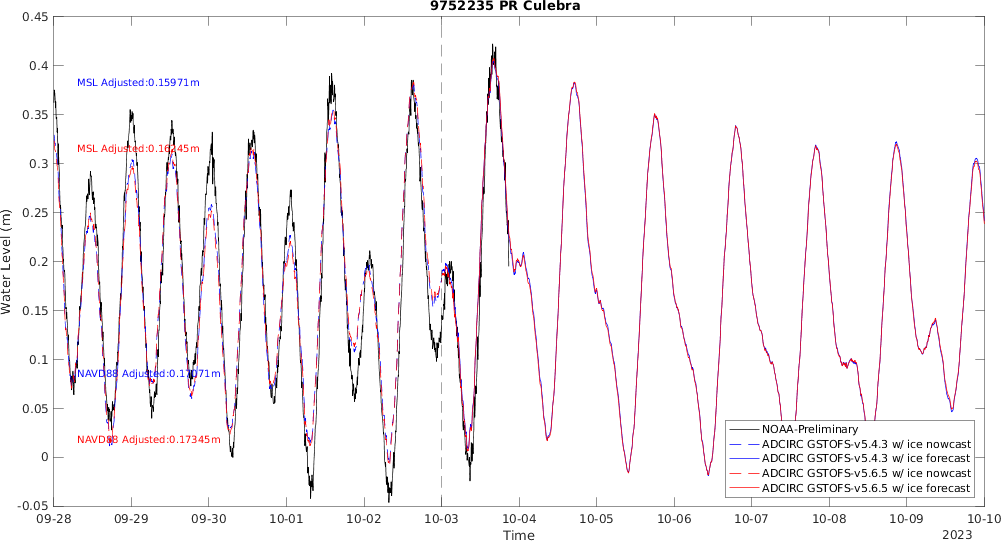 9752235 PR Culebra
0.45
0.4
0.35
0.3
0.25
0.2
0.15
0.1
0.05
0
-0.05
Water Level (m)
MSL Adjusted:0.15971m
MSL Adjusted:0.16245m
NAVD88 Adjusted:0.17071m
NAVD88 Adjusted:0.17345m
NOAA-Preliminary
ADCIRC GSTOFS-v5.4.3 w/ ice nowcast
ADCIRC GSTOFS-v5.4.3 w/ ice forecast
ADCIRC GSTOFS-v5.6.5 w/ ice nowcast
ADCIRC GSTOFS-v5.6.5 w/ ice forecast
09-28 09-29 09-30 10-01 10-02 10-03 10-04 10-05 10-06 10-07 10-08 10-09 10-10
Time
2023